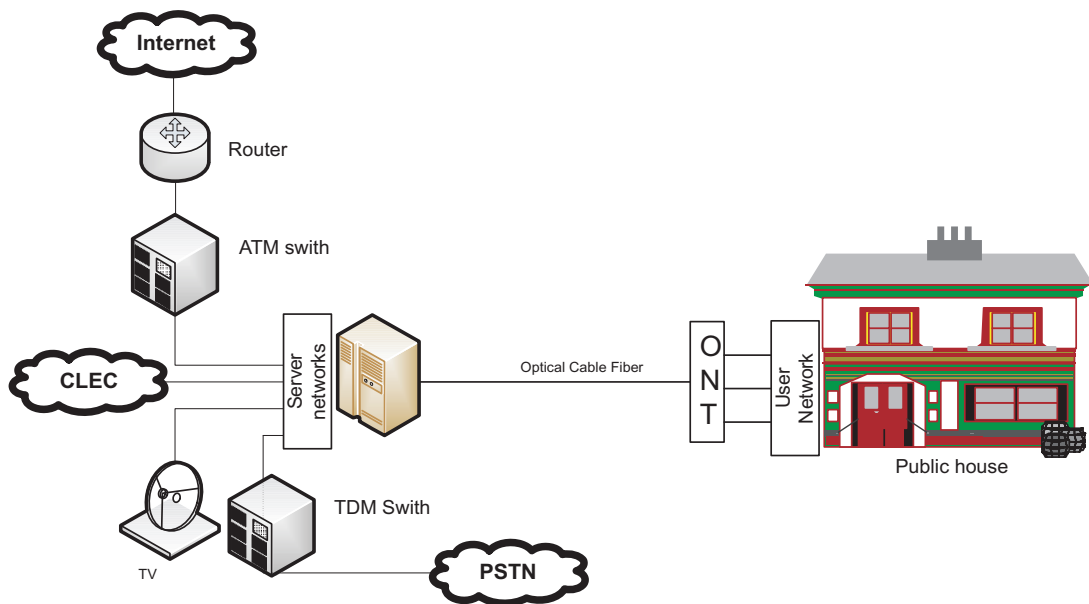 Internet
Router
ATM swith
CLEC
Server
networks
Optical Cable Fiber
O
N
T
User
Network
Public house
TDM Swith
TV
PSTN